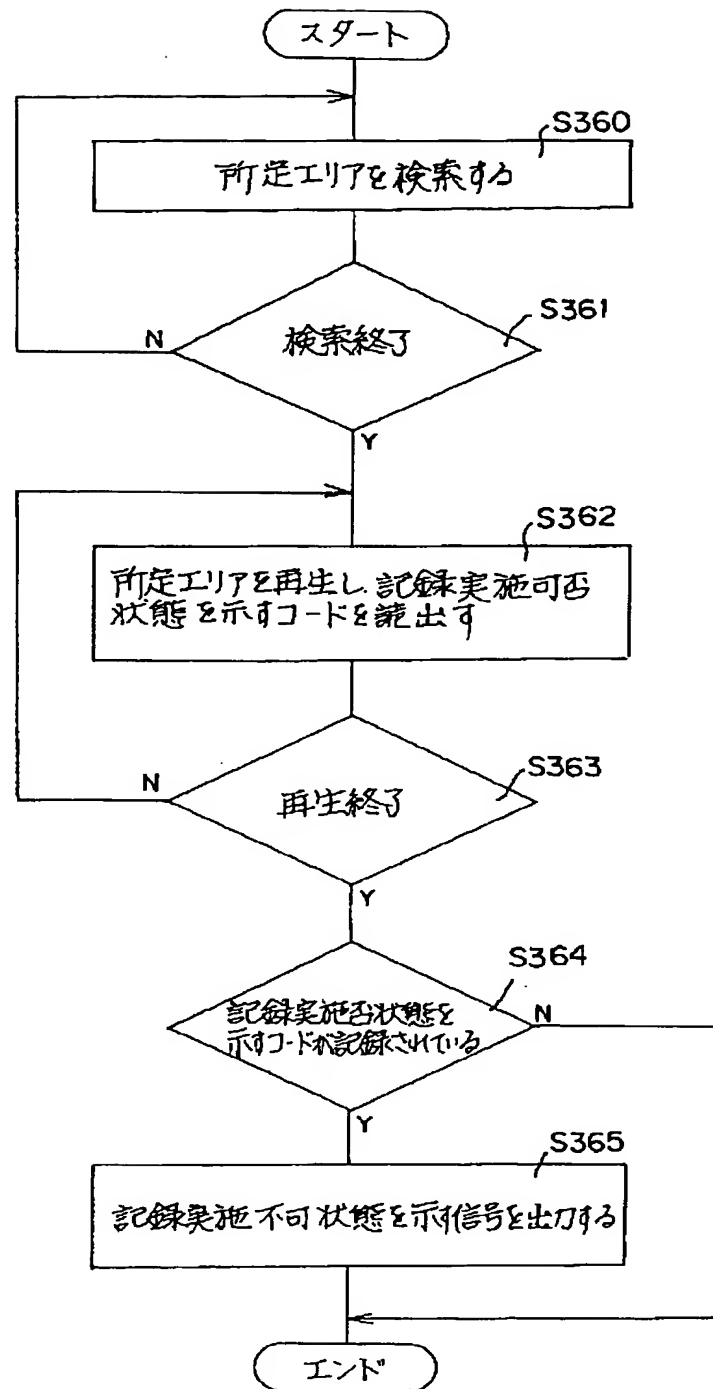 スタート
S360
所定エリアを検索する
S361
検索終了
N
Y
S362
所定エリアを再生し、記録実施可否
状態を示すコードを読出す
S363
再生終了
N
Y
S364
記録実施否状態を
示すコードが記録されている
N
Y
S365
記録実施不可状態を示す信号を出力する
エンド